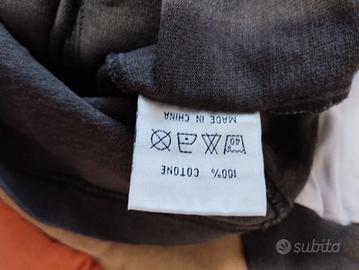 100% COTONE
40°
MADE IN CHINA
subito